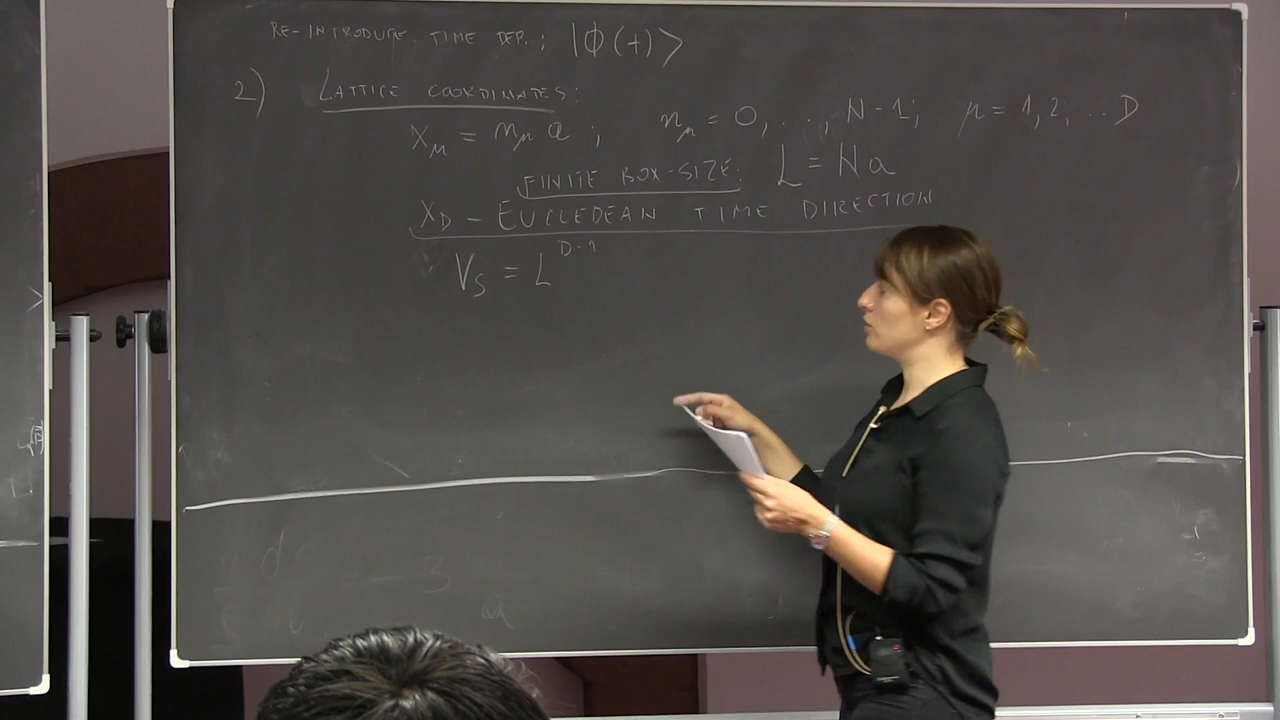 RE-INTRODUCE TIME DEP.: |ϕ(t)>
2) LATTICE COORDINATES:
x_μ = n_μ a ; n_μ = 0, ..., N-1; μ = 1, 2, ... D
FINITE BOX-SIZE: L = Na
x_D - EUCLEDEAN TIME DIRECTION
V_S = L^{D-1}